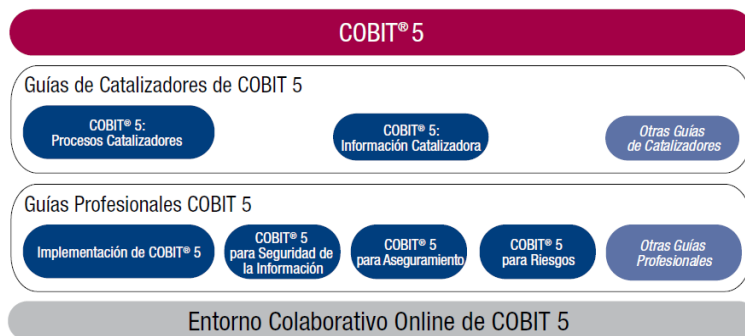 COBIT® 5
Guías de Catalizadores de COBIT 5
COBIT® 5:
Procesos Catalizadores
COBIT® 5:
Información Catalizadora
Otras Guías
de Catalizadores
Guías Profesionales COBIT 5
Implementación de COBIT® 5
COBIT® 5
para Seguridad de
la Información
COBIT® 5
para Aseguramiento
COBIT® 5
para Riesgos
Otras Guías
Profesionales
Entorno Colaborativo Online de COBIT 5